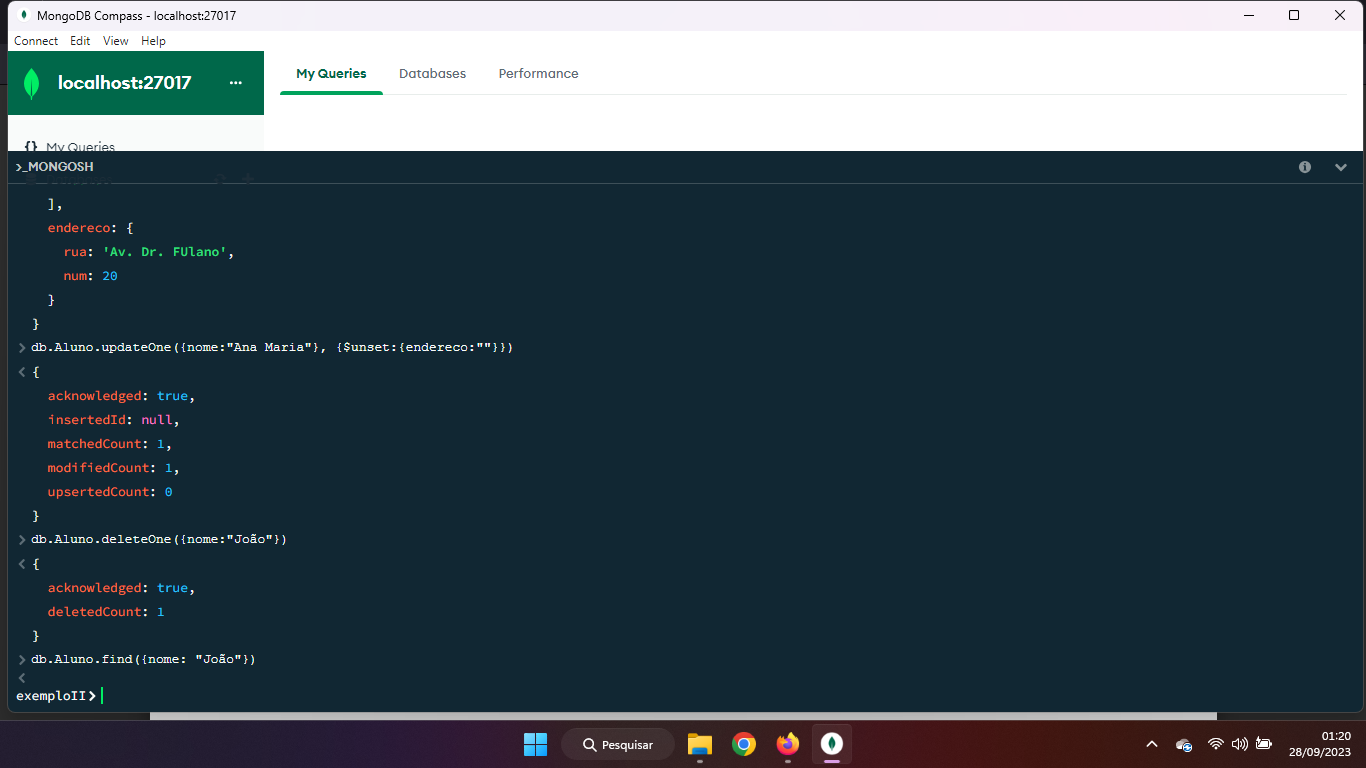 MongoDB Compass - localhost:27017
Connect Edit View Help
localhost:27017 ...
My Queries Databases Performance
{} My Queries
>_MONGOSH
],
endereco: {
rua: 'Av. Dr. FUlano',
num: 20
}
}
> db.Aluno.updateOne({nome:"Ana Maria"}, {$unset:{endereco:""}})
< {
acknowledged: true,
insertedId: null,
matchedCount: 1,
modifiedCount: 1,
upsertedCount: 0
}
> db.Aluno.deleteOne({nome:"João"})
< {
acknowledged: true,
deletedCount: 1
}
> db.Aluno.find({nome: "João"})
<
exemploII>
Pesquisar
01:20
28/09/2023